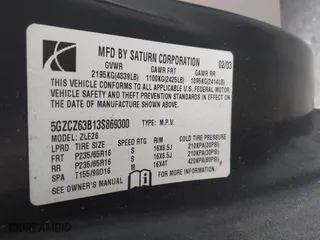 MFD BY SATURN CORPORATION 02/03
GVWR GAWR FRT GAWR RR
2195KG(4839LB) 1100KG(2425LB) 1095KG(2414LB)
THIS VEHICLE CONFORMS TO ALL APPLICABLE U.S. FEDERAL MOTOR
VEHICLE SAFETY, BUMPER, AND THEFT PREVENTION STANDARDS IN EFFECT
ON THE DATE OF MANUFACTURE SHOWN ABOVE.
5GZCZ63B13S869300 TYPE: M.P.V.
MODEL: ZLE26
LPRD TIRE SIZE SPEED RTG RIM COLD TIRE PRESSURE
FRT P235/65R16 S 16X6.5J 210KPA(30PSI)
RR P235/65R16 S 16X6.5J 210KPA(30PSI)
SPA T155/90D16 M 16X4T 420KPA(60PSI)
SEE OWNER'S MANUAL